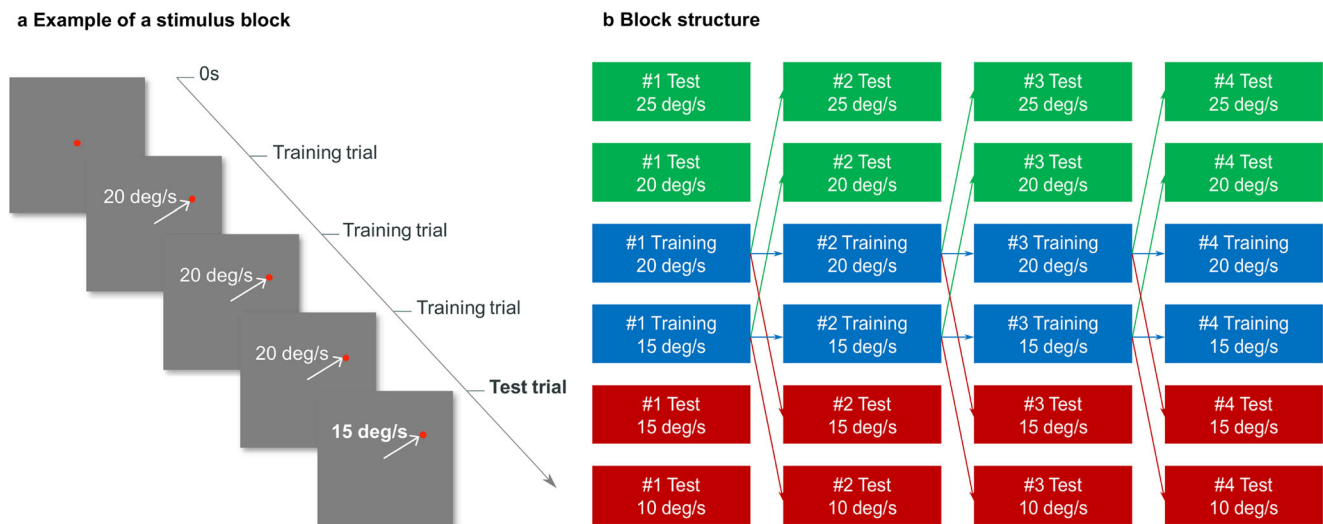 a Example of a stimulus block
0s
Training trial
Training trial
Training trial
Test trial
20 deg/s
20 deg/s
20 deg/s
15 deg/s
b Block structure
#1 Test
25 deg/s
#2 Test
25 deg/s
#3 Test
25 deg/s
#4 Test
25 deg/s
#1 Test
20 deg/s
#2 Test
20 deg/s
#3 Test
20 deg/s
#4 Test
20 deg/s
#1 Training
20 deg/s
#2 Training
20 deg/s
#3 Training
20 deg/s
#4 Training
20 deg/s
#1 Training
15 deg/s
#2 Training
15 deg/s
#3 Training
15 deg/s
#4 Training
15 deg/s
#1 Test
15 deg/s
#2 Test
15 deg/s
#3 Test
15 deg/s
#4 Test
15 deg/s
#1 Test
10 deg/s
#2 Test
10 deg/s
#3 Test
10 deg/s
#4 Test
10 deg/s